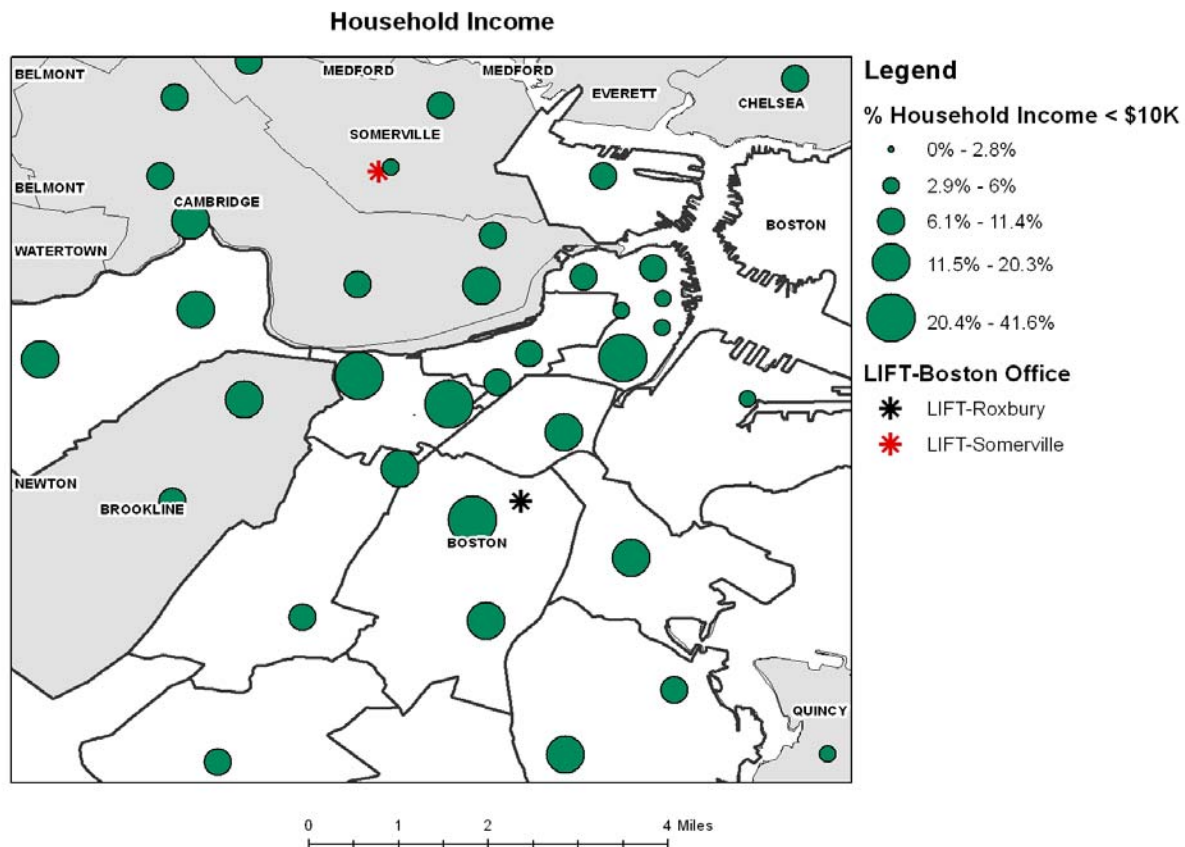 Household Income
BELMONT
MEDFORD
MEDFORD
EVERETT
CHELSEA
SOMERVILLE
BELMONT
CAMBRIDGE
BOSTON
WATERTOWN
NEWTON
BROOKLINE
BOSTON
QUINCY
Legend
% Household Income < $10K
0% - 2.8%
2.9% - 6%
6.1% - 11.4%
11.5% - 20.3%
20.4% - 41.6%
LIFT-Boston Office
LIFT-Roxbury
LIFT-Somerville
0 1 2 4 Miles